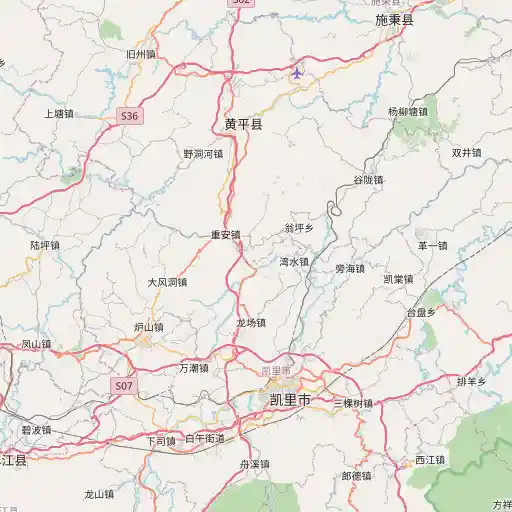 S62
施秉县
施秉县
旧州镇
上塘镇
S36
黄平县
杨柳塘镇
野洞河镇
双井镇
谷陇镇
重安镇
翁坪乡
革一镇
陆坪镇
湾水镇
旁海镇
凯棠镇
大风洞镇
台盘乡
龙场镇
炉山镇
凤山镇
万潮镇
凯里市
S07
排羊乡
凯里市
三棵树镇
碧波镇
下司镇
白午街道
江县
舟溪镇
西江镇
郎德镇
龙山镇
方祥